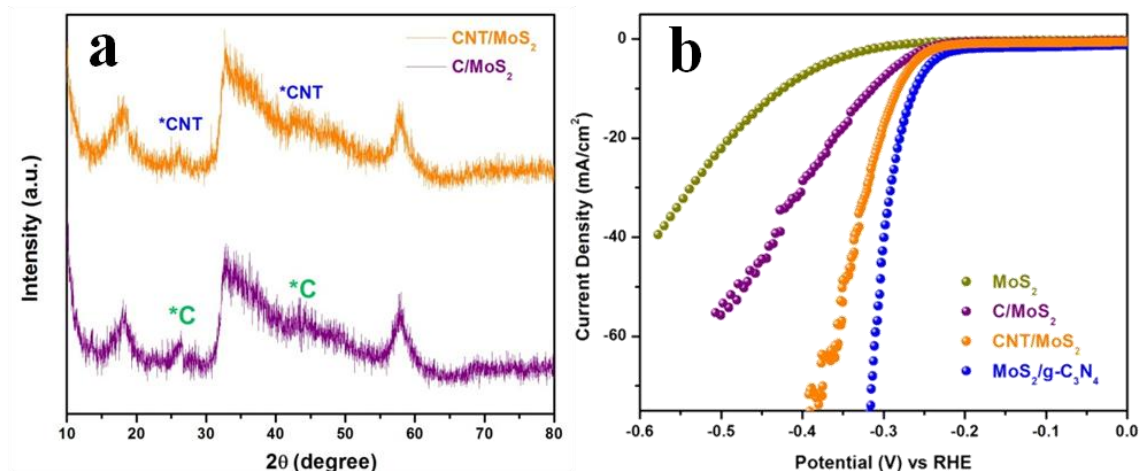 a
CNT/MoS₂
C/MoS₂
*CNT
*CNT
*C
*C
Intensity (a.u.)
10 20 30 40 50 60 70 80
2θ (degree)
b
0
-20
-40
-60
Current Density (mA/cm²)
MoS₂
C/MoS₂
CNT/MoS₂
MoS₂/g-C₃N₄
-0.6 -0.5 -0.4 -0.3 -0.2 -0.1 0.0
Potential (V) vs RHE